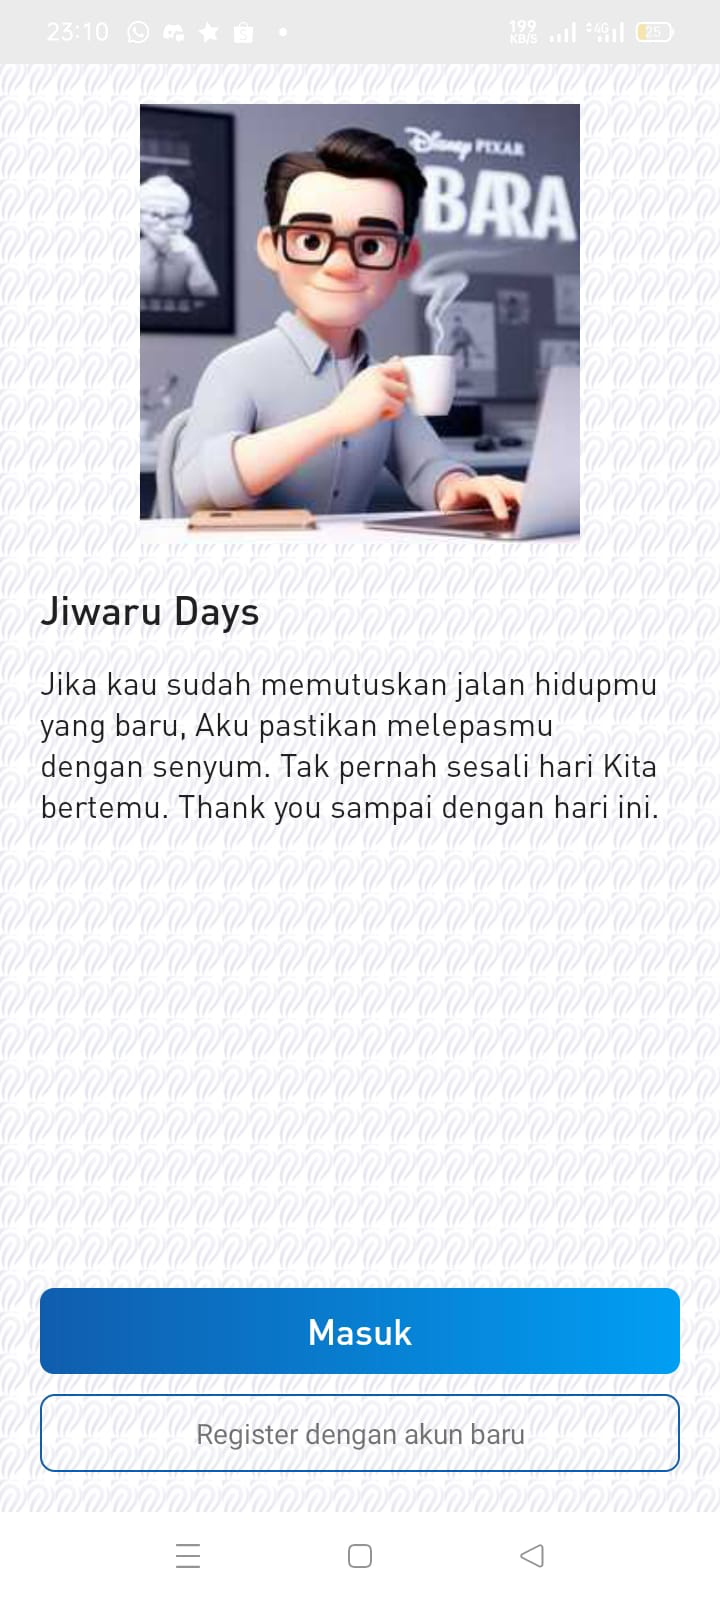 23:10
199
KB/S
4G
25
Disney PIXAR
BARA
Jiwaru Days
Jika kau sudah memutuskan jalan hidupmu
yang baru, Aku pastikan melepasmu
dengan senyum. Tak pernah sesali hari Kita
bertemu. Thank you sampai dengan hari ini.
Masuk
Register dengan akun baru